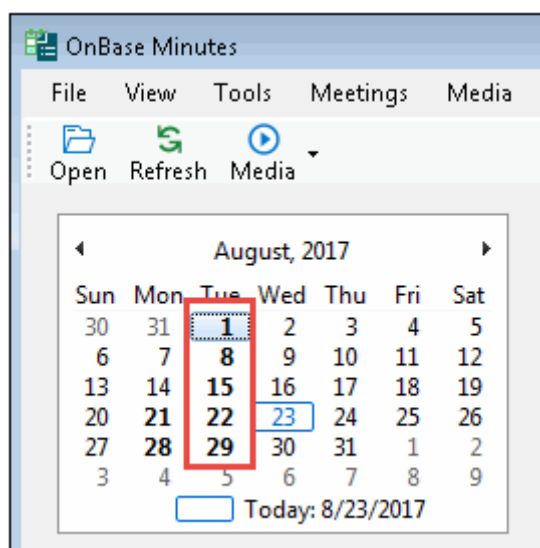 OnBase Minutes
File View Tools Meetings Media
Open Refresh Media
August, 2017
Sun Mon Tue Wed Thu Fri Sat
30 31 1 2 3 4 5
6 7 8 9 10 11 12
13 14 15 16 17 18 19
20 21 22 23 24 25 26
27 28 29 30 31 1 2
3 4 5 6 7 8 9
Today: 8/23/2017